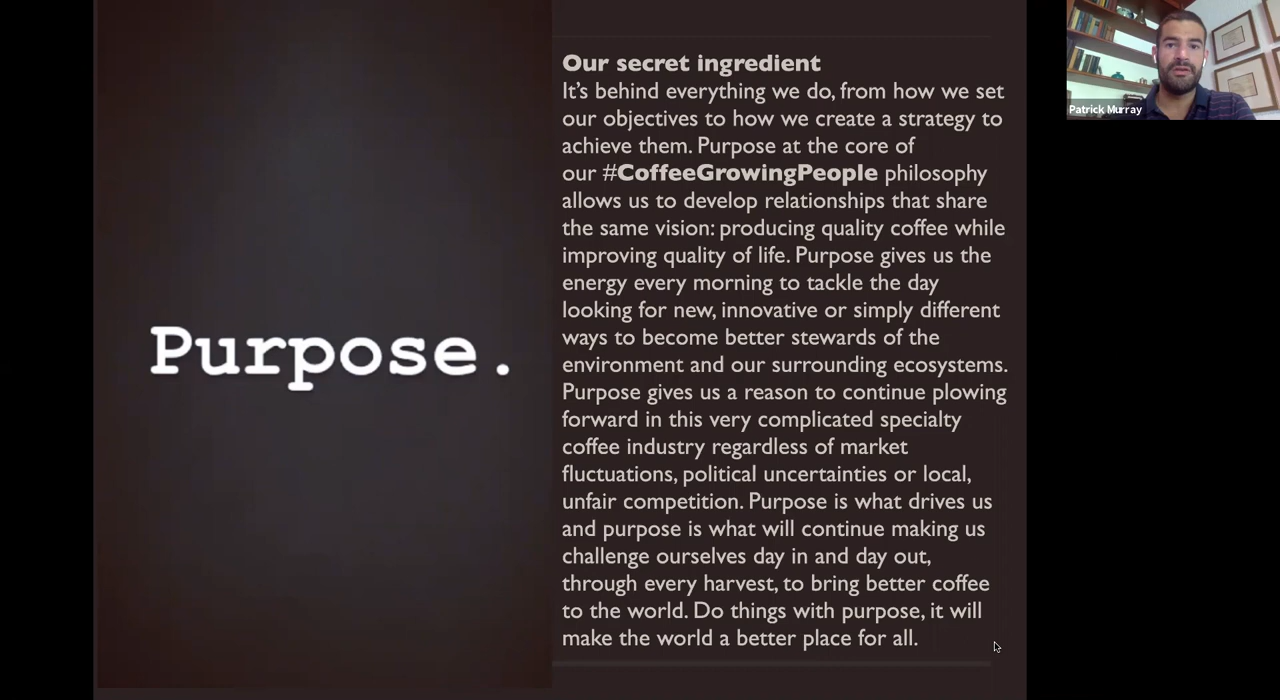 Purpose.
Our secret ingredient
It's behind everything we do, from how we set
our objectives to how we create a strategy to
achieve them. Purpose at the core of
our #CoffeeGrowingPeople philosophy
allows us to develop relationships that share
the same vision: producing quality coffee while
improving quality of life. Purpose gives us the
energy every morning to tackle the day
looking for new, innovative or simply different
ways to become better stewards of the
environment and our surrounding ecosystems.
Purpose gives us a reason to continue plowing
forward in this very complicated specialty
coffee industry regardless of market
fluctuations, political uncertainties or local,
unfair competition. Purpose is what drives us
and purpose is what will continue making us
challenge ourselves day in and day out,
through every harvest, to bring better coffee
to the world. Do things with purpose, it will
make the world a better place for all.
Patrick Murray